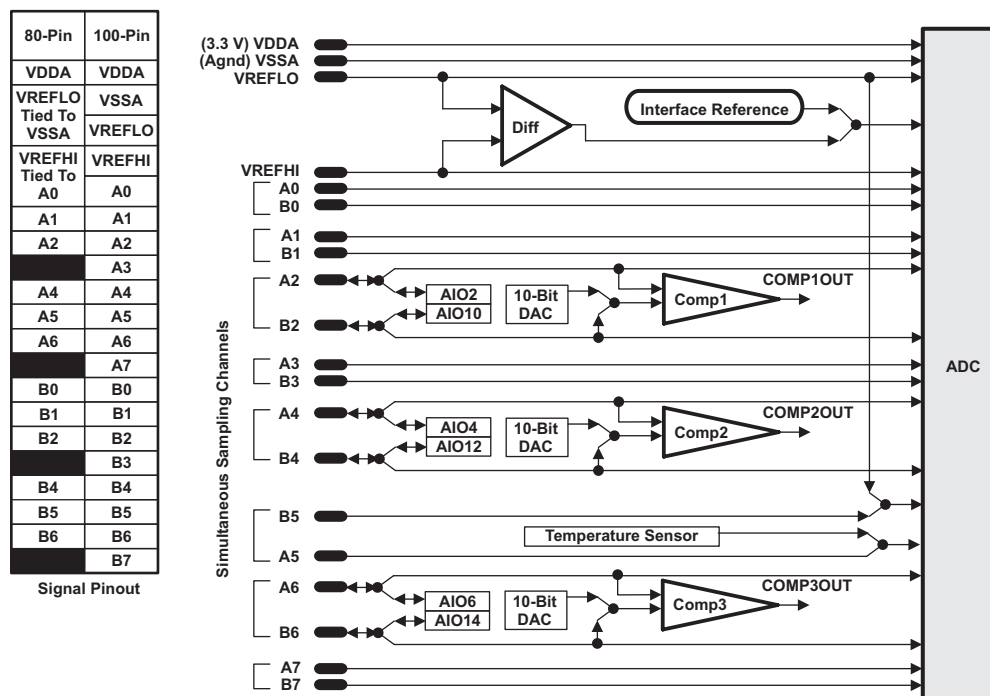 80-Pin 100-Pin
VDDA VDDA
VREFLO VSSA
Tied To
VSSA VREFLO
VREFHI VREFHI
Tied To
A0 A0
A1 A1
A2 A2
A3
A4 A4
A5 A5
A6 A6
A7
B0 B0
B1 B1
B2 B2
B3
B4 B4
B5 B5
B6 B6
B7
Signal Pinout
(3.3 V) VDDA
(Agnd) VSSA
VREFLO
Interface Reference
Diff
VREFHI
A0
B0
A1
B1
A2
AIO2
AIO10
10-Bit
DAC
Comp1
COMP1OUT
B2
A3
B3
Simultaneous Sampling Channels
ADC
A4
AIO4
AIO12
10-Bit
DAC
Comp2
COMP2OUT
B4
B5
Temperature Sensor
A5
A6
AIO6
AIO14
10-Bit
DAC
Comp3
COMP3OUT
B6
A7
B7